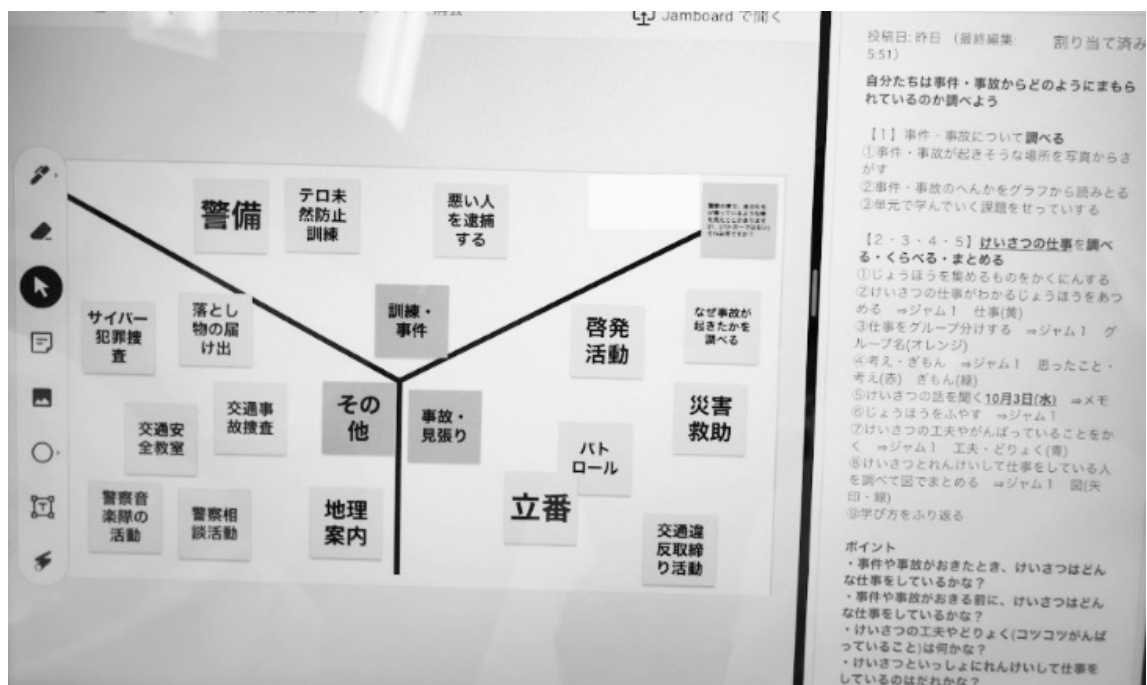 Jamboard で開く
警備
テロ未
然防止
訓練
悪い人
を逮捕
する
訓練・
事件
サイバー
犯罪捜
査
落とし
物の届
け出
交通安
全教室
交通事
故捜査
その
他
警察音
楽隊の
活動
警察相
談活動
地理
案内
事故・
見張り
啓発
活動
なぜ事故が
起きたかを
調べる
災害
救助
パト
ロール
立番
交通違
反取締
り活動
投稿日: 昨日 (最終編集:
5:51)
割り当て済み
自分たちは事件・事故からどのようにまもら
れているのか調べよう
【1】事件・事故について調べる
①事件・事故が起きそうな場所を写真からさ
がす
②事件・事故のへんかをグラフから読みとる
③単元で学んでいく課題をせっていする
【2・3・4・5】けいさつの仕事を調べ
る・くらべる・まとめる
①じょうほうを集めるものをかくにんする
②けいさつの仕事がわかるじょうほうをあつ
める ⇒ジャム1 仕事(黄)
③仕事をグループ分けする ⇒ジャム1 グ
ループ名(オレンジ)
④考え・ぎもん ⇒ジャム1 思ったこと・
考え(赤) ぎもん(緑)
⑤けいさつの話を聞く10月3日(水) ⇒メモ
⑥じょうほうをふやす ⇒ジャム1
⑦けいさつの工夫やがんばっていることをか
く ⇒ジャム1 工夫・どりょく(青)
⑧けいさつとれんけいして仕事をしている人
を調べて図でまとめる ⇒ジャム1 図(矢
印・線)
⑨学び方をふり返る
ポイント
・事件や事故がおきたとき、けいさつはどん
な仕事をしているかな？
・事件や事故がおきる前に、けいさつはどん
な仕事をしているかな？
・けいさつの工夫やどりょく(コツコツがんば
っていること)は何かな？
・けいさつといっしょにれんけいして仕事を
しているのはだれかな？